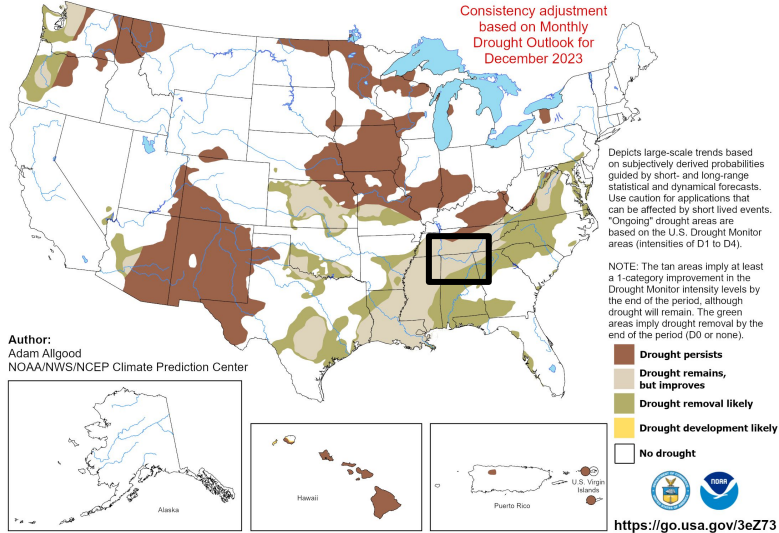 Consistency adjustment
based on Monthly
Drought Outlook for
December 2023
Depicts large-scale trends based
on subjectively derived probabilities
guided by short- and long-range
statistical and dynamical forecasts.
Use caution for applications that
can be affected by short lived events.
"Ongoing" drought areas are
based on the U.S. Drought Monitor
areas (intensities of D1 to D4).
NOTE: The tan areas imply at least
a 1-category improvement in the
Drought Monitor intensity levels by
the end of the period, although
drought will remain. The green
areas imply drought removal by the
end of the period (D0 or none).
Author:
Adam Allgood
NOAA/NWS/NCEP Climate Prediction Center
Drought persists
Drought remains,
but improves
Drought removal likely
Drought development likely
No drought
Alaska
Hawaii
Puerto Rico
U.S. Virgin
Islands
NOAA
https://go.usa.gov/3eZ73